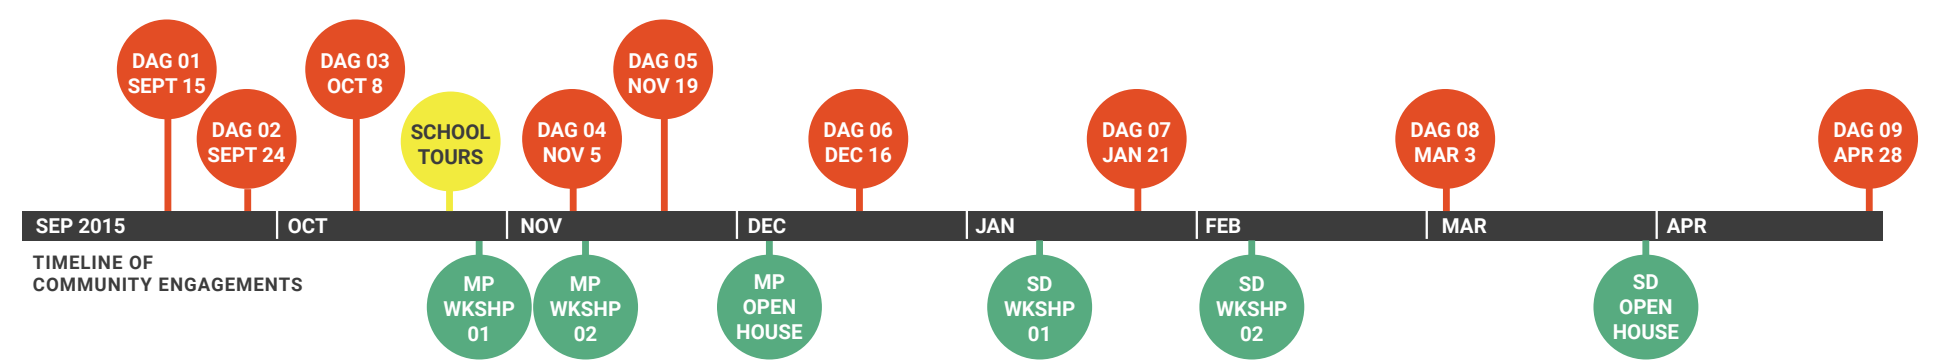 DAG 01
SEPT 15
DAG 02
SEPT 24
DAG 03
OCT 8
SCHOOL
TOURS
DAG 04
NOV 5
DAG 05
NOV 19
DAG 06
DEC 16
DAG 07
JAN 21
DAG 08
MAR 3
DAG 09
APR 28
SEP 2015
OCT
NOV
DEC
JAN
FEB
MAR
APR
TIMELINE OF
COMMUNITY ENGAGEMENTS
MP
WKSHP
01
MP
WKSHP
02
MP
OPEN
HOUSE
SD
WKSHP
01
SD
WKSHP
02
SD
OPEN
HOUSE